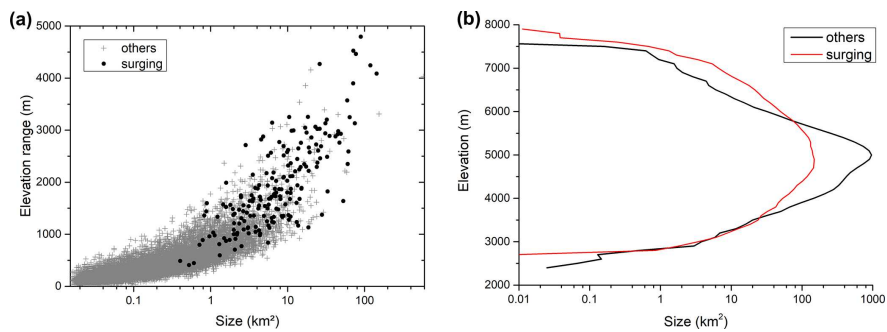 (a)
5000
4000
3000
2000
1000
0
Elevation range (m)
others
surging
0.1
1
10
100
Size (km²)
(b)
8000
7000
6000
5000
4000
3000
2000
Elevation (m)
others
surging
0.01
0.1
1
10
100
1000
Size (km²)